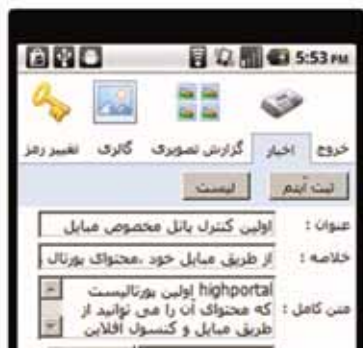 5:53 PM
خروج اخبار گزارش تصویری گالری تغییر رمز
ثبت آیتم لیست
عنوان : اولین کنترل پانل مخصوص مبایل
خلاصه : از طریق مبایل خود ،محتوای پورتال
متن کامل : highportal اولین پورتالیست
که محتوای آن را می توانید از
طریق مبایل و کنسول آفلاین